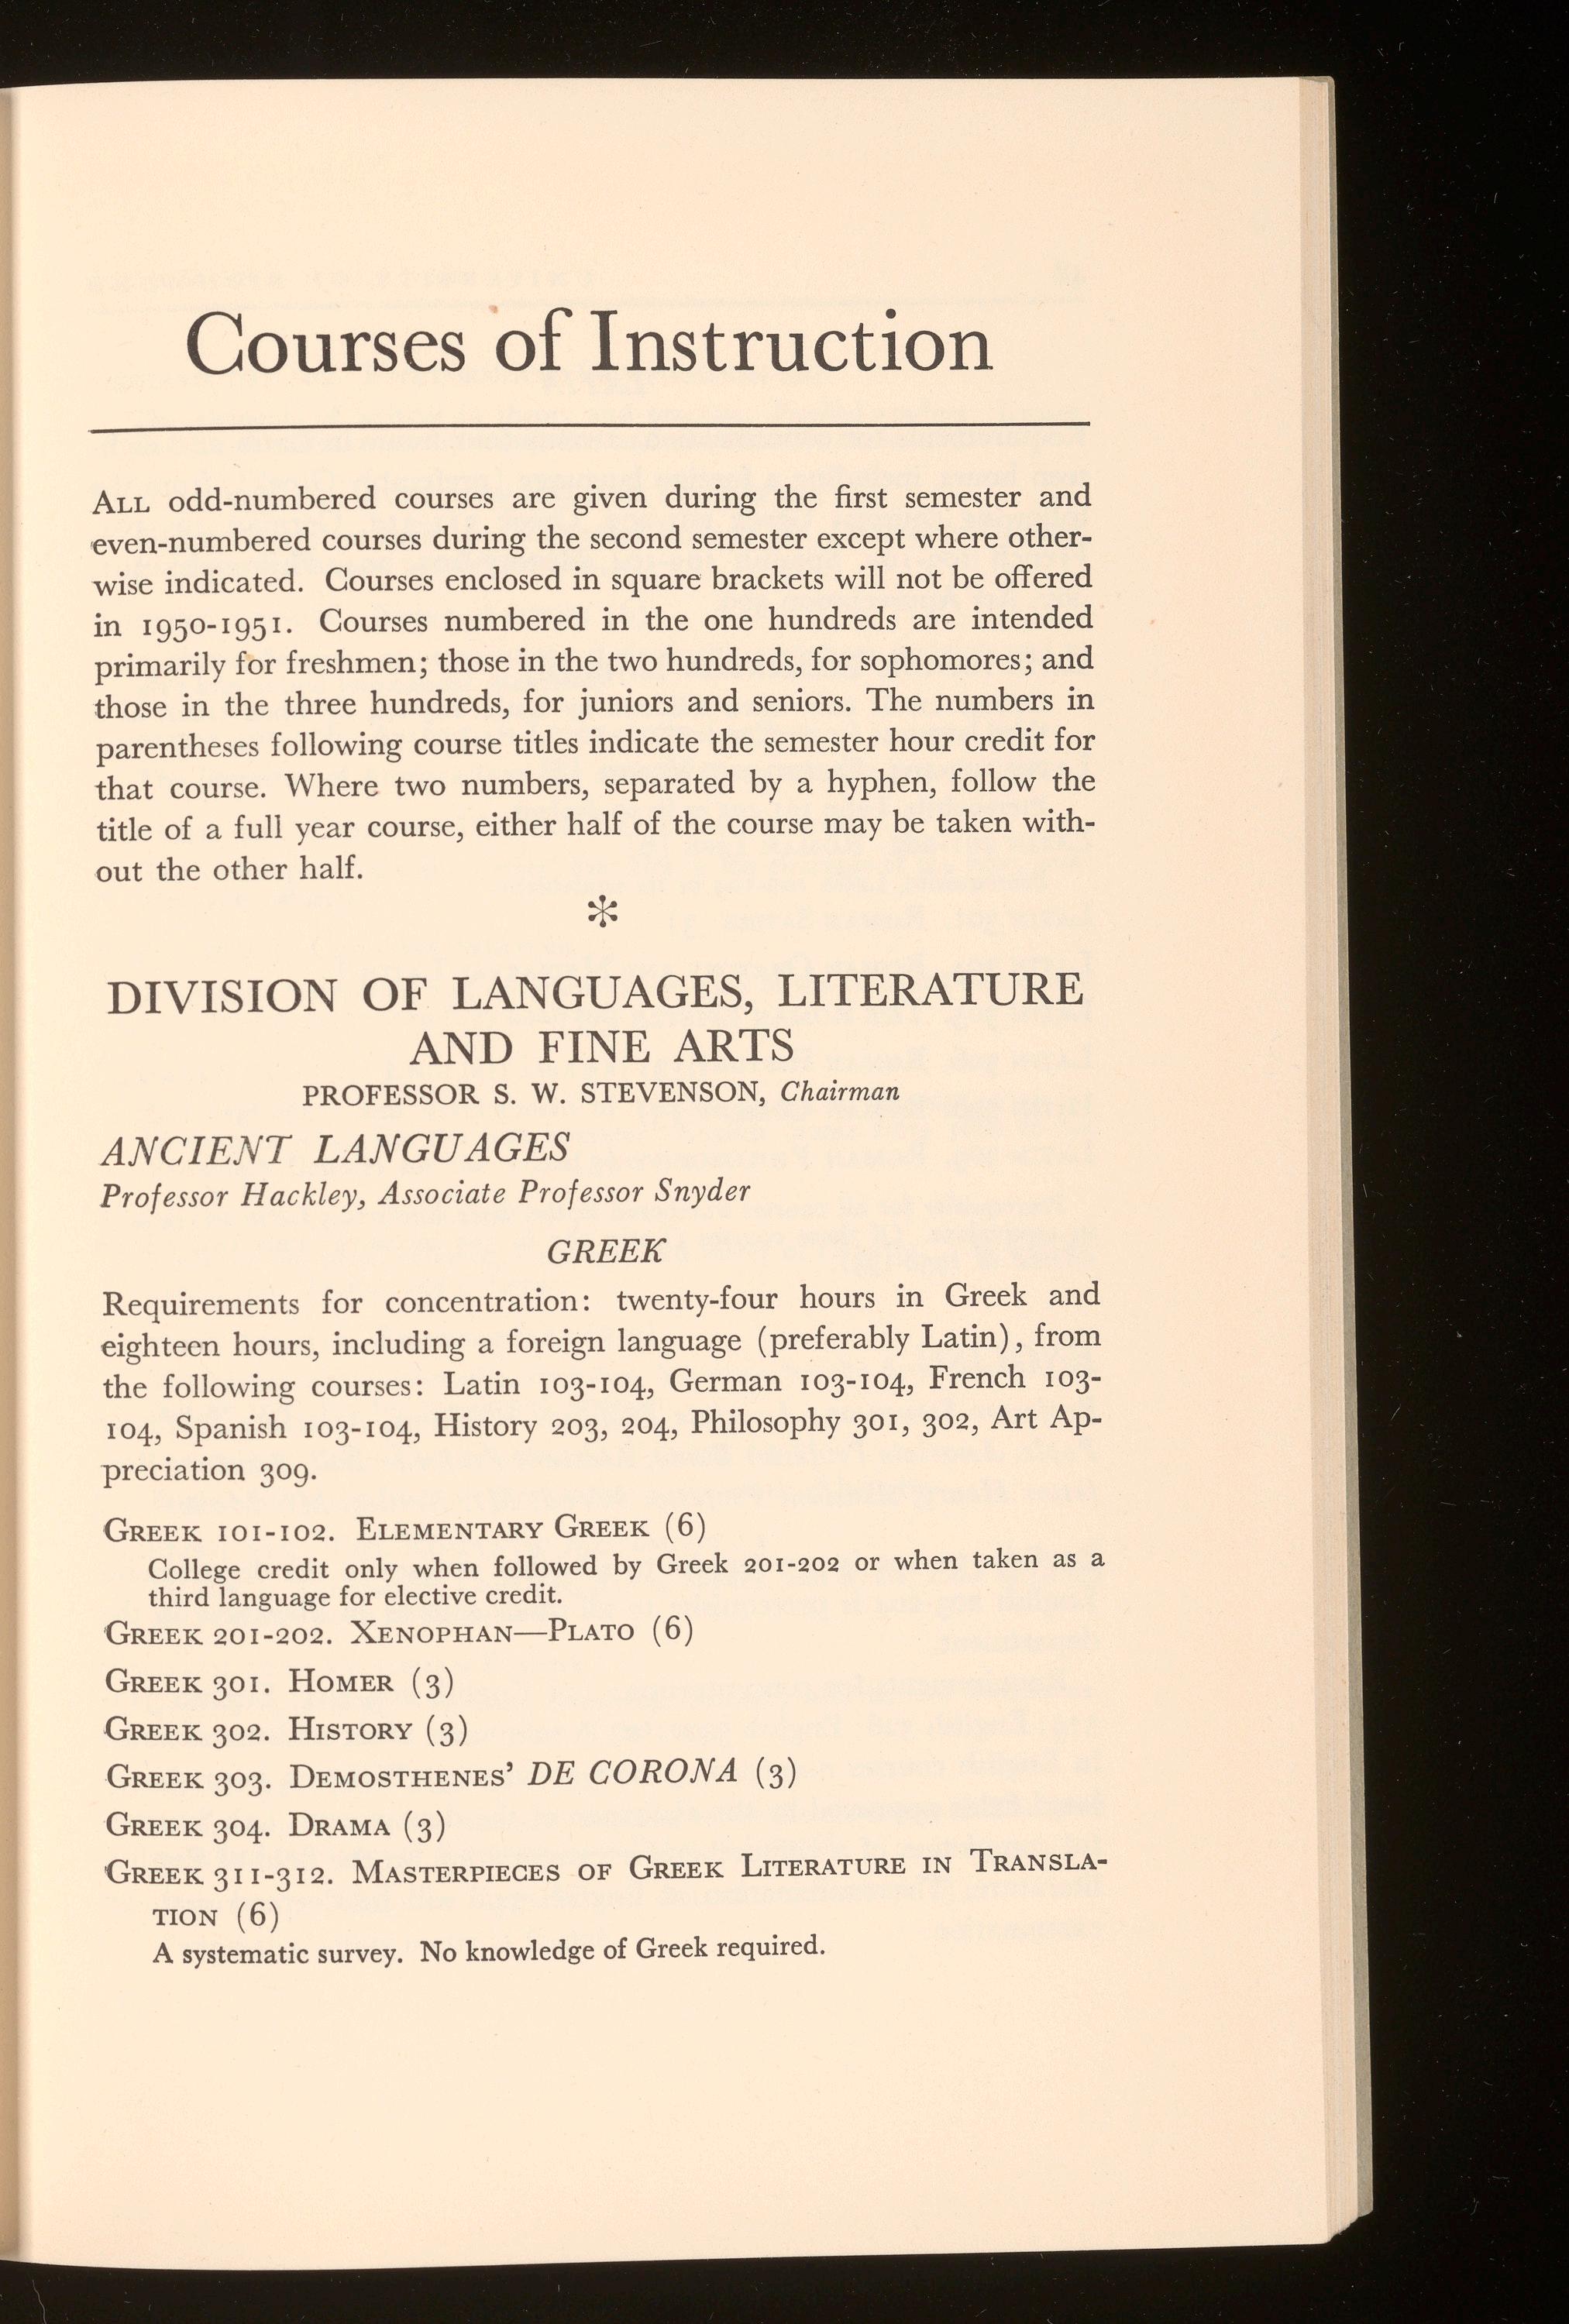 Courses of Instruction
ALL odd-numbered courses are given during the first semester and
even-numbered courses during the second semester except where other-
wise indicated. Courses enclosed in square brackets will not be offered
in 1950-1951. Courses numbered in the one hundreds are intended
primarily for freshmen; those in the two hundreds, for sophomores; and
those in the three hundreds, for juniors and seniors. The numbers in
parentheses following course titles indicate the semester hour credit for
that course. Where two numbers, separated by a hyphen, follow the
title of a full year course, either half of the course may be taken with-
out the other half.
*
DIVISION OF LANGUAGES, LITERATURE
AND FINE ARTS
PROFESSOR S. W. STEVENSON, Chairman
ANCIENT LANGUAGES
Professor Hackley, Associate Professor Snyder
GREEK
Requirements for concentration: twenty-four hours in Greek and
eighteen hours, including a foreign language (preferably Latin), from
the following courses: Latin 103-104, German 103-104, French 103-
104, Spanish 103-104, History 203, 204, Philosophy 301, 302, Art Ap-
preciation 309.
GREEK 101-102. ELEMENTARY GREEK (6)
College credit only when followed by Greek 201-202 or when taken as a
third language for elective credit.
GREEK 201-202. XENOPHAN—PLATO (6)
GREEK 301. HOMER (3)
GREEK 302. HISTORY (3)
GREEK 303. DEMOSTHENES' DE CORONA (3)
GREEK 304. DRAMA (3)
GREEK 311-312. MASTERPIECES OF GREEK LITERATURE IN TRANSLA-
TION (6)
A systematic survey. No knowledge of Greek required.